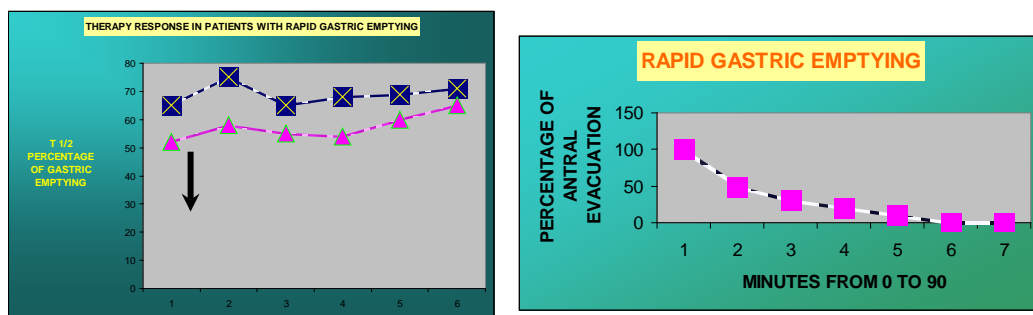 THERAPY RESPONSE IN PATIENTS WITH RAPID GASTRIC EMPTYING
80
70
60
50
40
30
20
10
0
T 1/2
PERCENTAGE
OF GASTRIC
EMPTYING
1 2 3 4 5 6
RAPID GASTRIC EMPTYING
PERCENTAGE OF
ANTRAL
EVACUATION
150
100
50
0
1 2 3 4 5 6 7
MINUTES FROM 0 TO 90